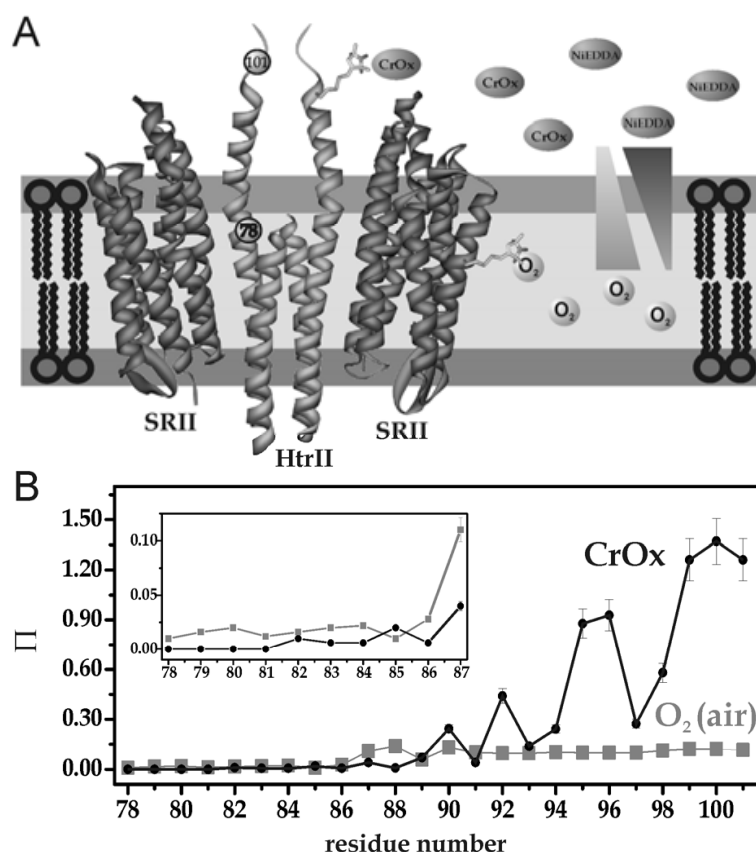 A
101
CrOx
CrOx
CrOx
NiEDDA
NiEDDA
NiEDDA
78
O2
O2
O2
O2
SRII
HtrII
SRII
B
1.50
1.20
0.90
0.60
0.30
0.00
Π
0.10
0.05
0.00
78 79 80 81 82 83 84 85 86 87
CrOx
O2 (air)
78 80 82 84 86 88 90 92 94 96 98 100
residue number